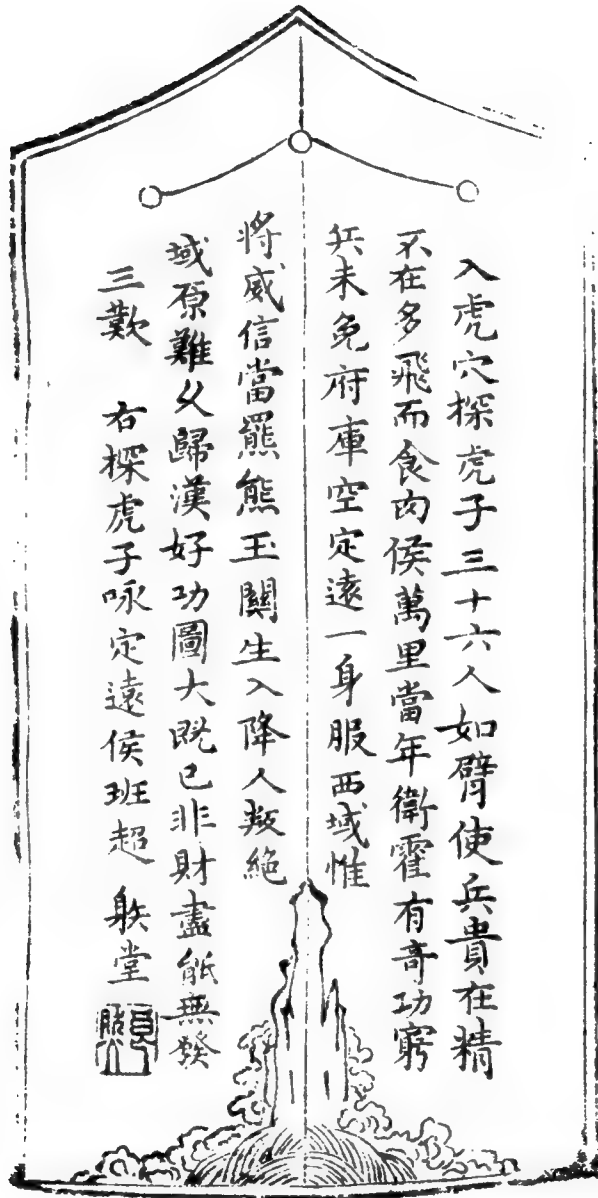 入虎穴探虎子三十六人如臂使兵貴在精
不在多飛而食肉侯萬里當年衛霍有奇功窮
兵未免府庫空定遠一身服西域惟
將威信當羆熊玉關生入降人叛絕
域原難父歸漢好功圖大既已非財盡能無發
三歎 右探虎子咏定遠侯班超 躲堂